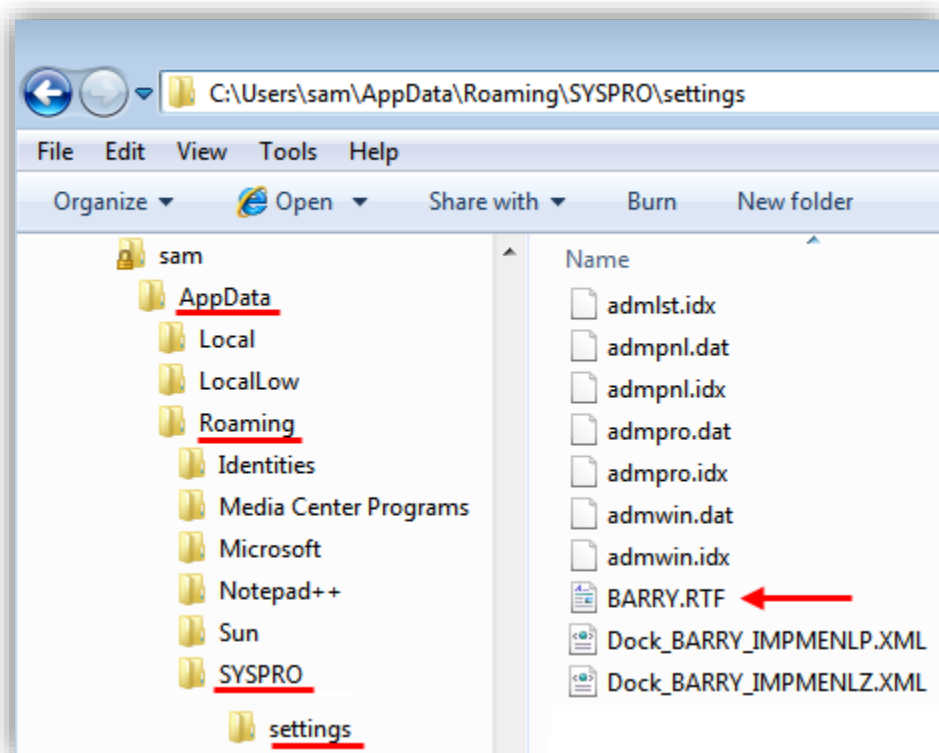 C:\Users\sam\AppData\Roaming\SYSPRO\settings
File Edit View Tools Help
Organize Open Share with Burn New folder
sam
AppData
Local
LocalLow
Roaming
Identities
Media Center Programs
Microsoft
Notepad++
Sun
SYSPRO
settings
Name
admlst.idx
admpnl.dat
admpnl.idx
admpro.dat
admpro.idx
admwin.dat
admwin.idx
BARRY.RTF
Dock_BARRY_IMPMENLP.XML
Dock_BARRY_IMPMENLZ.XML